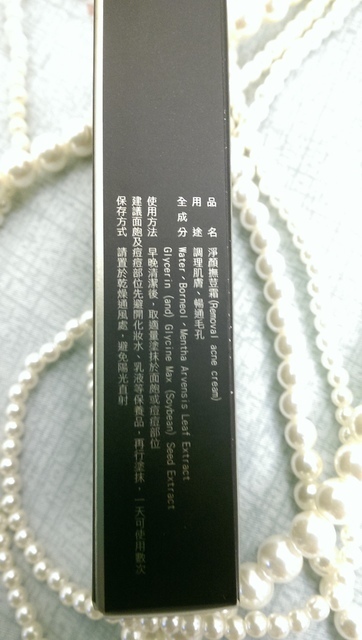 品　名　淨顏撫荳霜(Removal acne cream)
用　途　調理肌膚、暢通毛孔
全成分　Water、Borneol、Mentha Arvensis Leaf Extract
Glycerin (and) Glycine Max (Soybean) Seed Extract
使用方法　早晚清潔後，取適量塗抹於面皰或痘痘部位
建議面皰及痘痘部位先避開化妝水、乳液等保養品，再行塗抹，一天可使用數次
保存方式　請置於乾燥通風處，避免陽光直射